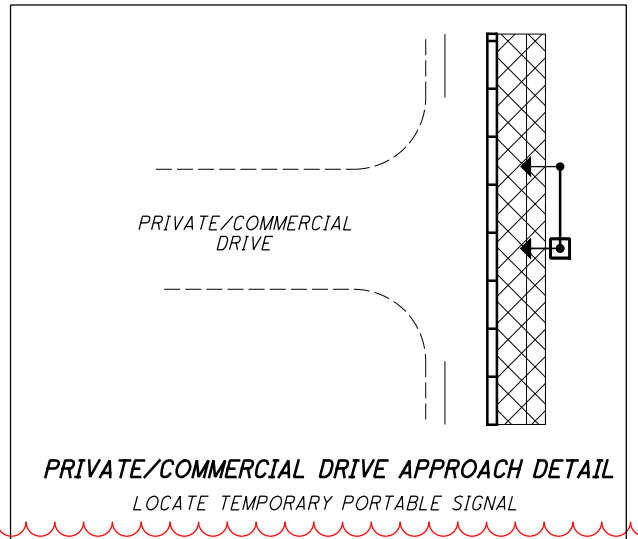 PRIVATE/COMMERCIAL
DRIVE
PRIVATE/COMMERCIAL DRIVE APPROACH DETAIL
LOCATE TEMPORARY PORTABLE SIGNAL